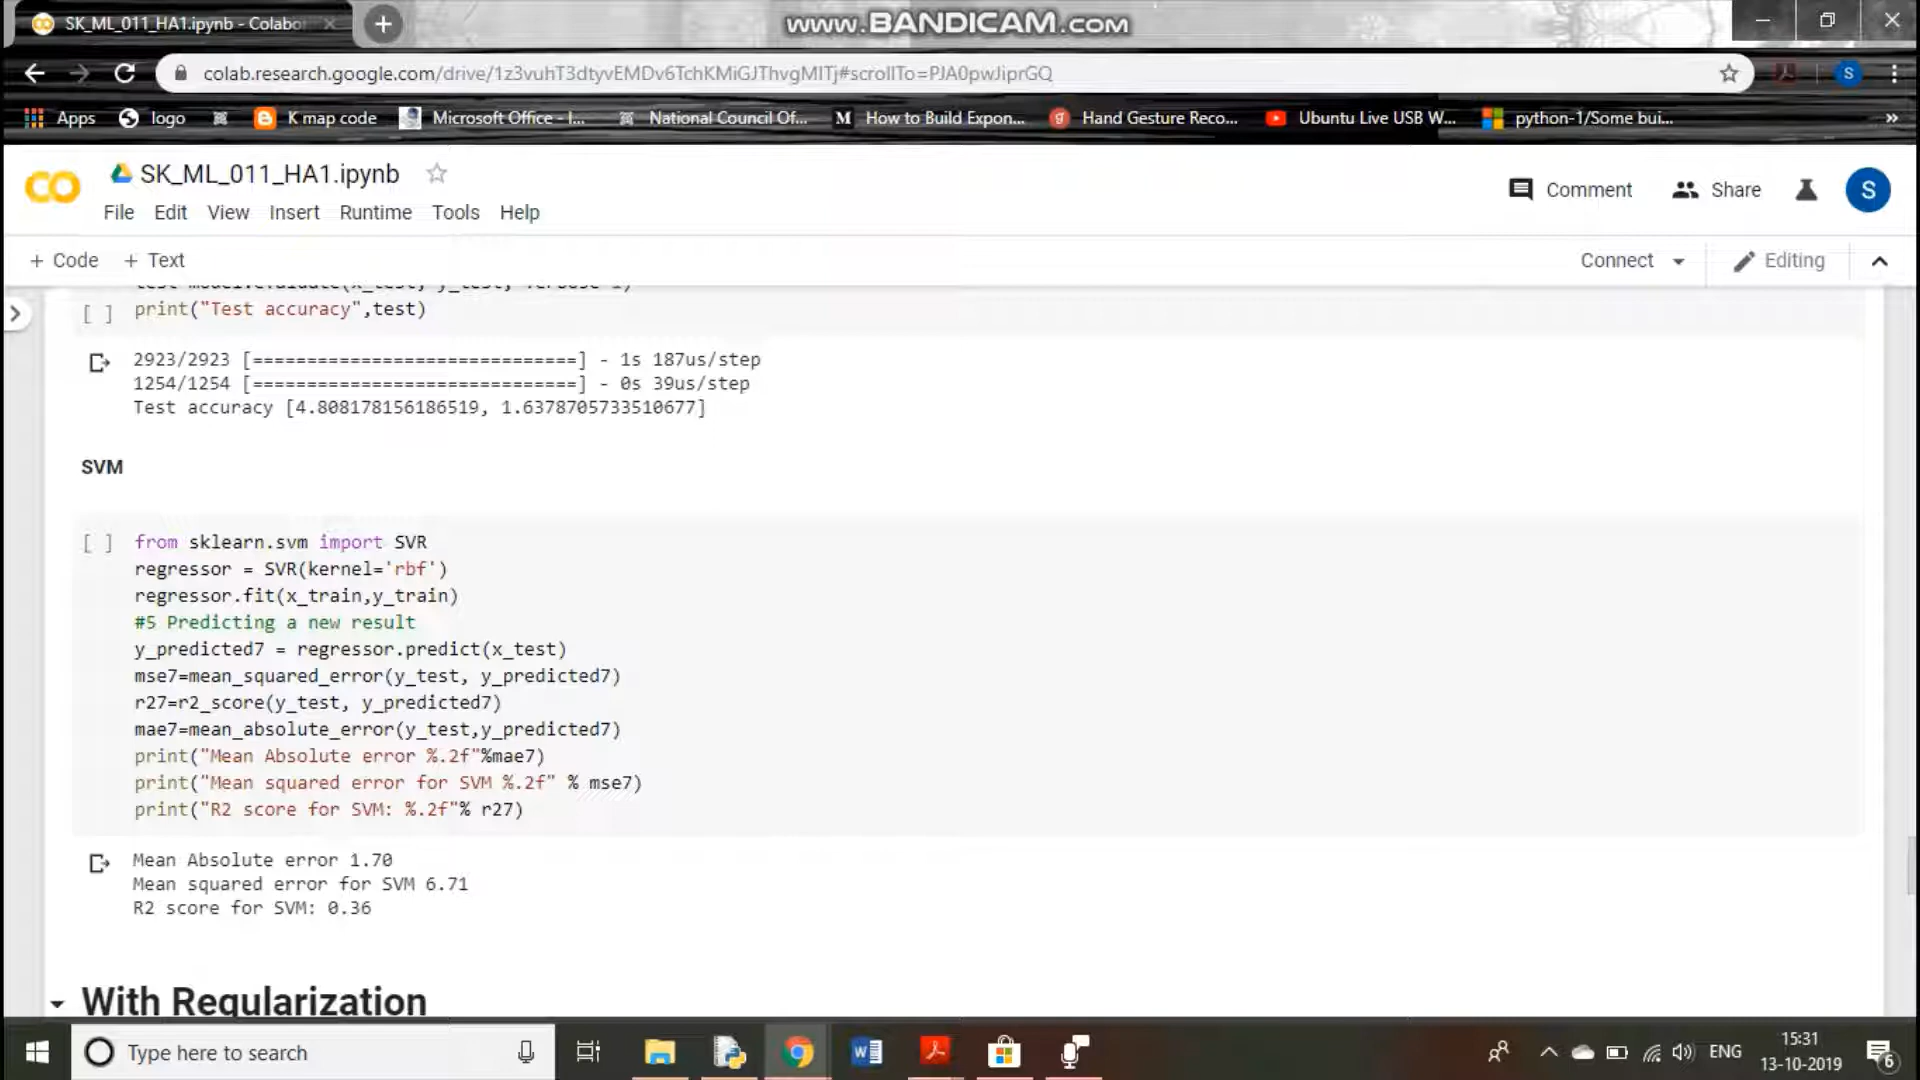 SK_ML_011_HA1.ipynb - Colabor
www.BANDICAM.com
colab.research.google.com/drive/1z3vuhT3dtyvEMDv6TchKMiGJThvgMITj#scrollTo=PJA0pwJiprGQ
S
Apps logo K map code Microsoft Office - I... National Council Of... M How to Build Expon... Hand Gesture Reco... Ubuntu Live USB W... python-1/Some bui... »
CO SK_ML_011_HA1.ipynb
Comment Share S
File Edit View Insert Runtime Tools Help
+ Code + Text Connect Editing
[ ] print("Test accuracy",test)
2923/2923 [==============================] - 1s 187us/step
1254/1254 [==============================] - 0s 39us/step
Test accuracy [4.808178156186519, 1.6378705733510677]
SVM
[ ] from sklearn.svm import SVR
regressor = SVR(kernel='rbf')
regressor.fit(x_train,y_train)
#5 Predicting a new result
y_predicted7 = regressor.predict(x_test)
mse7=mean_squared_error(y_test, y_predicted7)
r27=r2_score(y_test, y_predicted7)
mae7=mean_absolute_error(y_test,y_predicted7)
print("Mean Absolute error %.2f"%mae7)
print("Mean squared error for SVM %.2f" % mse7)
print("R2 score for SVM: %.2f"% r27)
Mean Absolute error 1.70
Mean squared error for SVM 6.71
R2 score for SVM: 0.36
With Regularization
Type here to search
ENG
15:31
13-10-2019
6